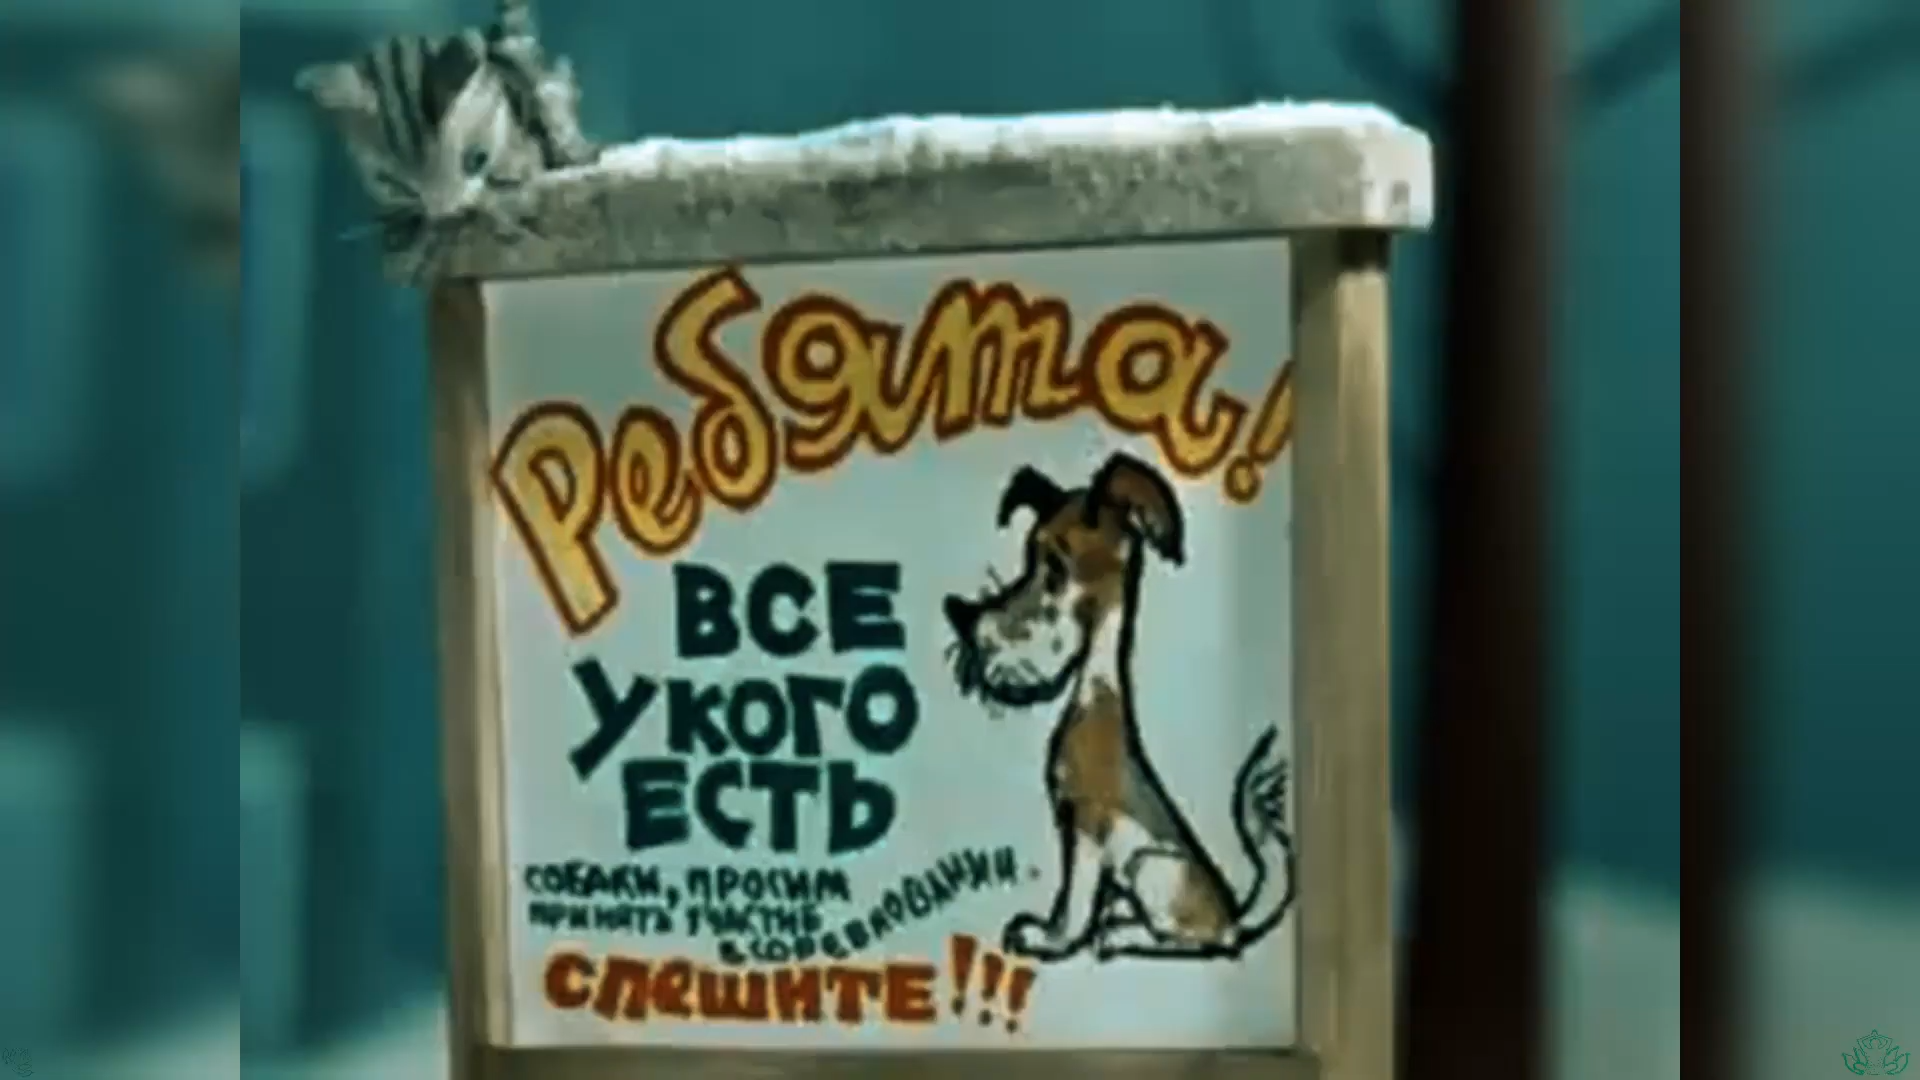 Ребята!
ВСЕ
У КОГО
ЕСТЬ
СОБАКИ, ПРОСИМ
ПРИНЯТЬ УЧАСТИЕ
В СОРЕВНОВАНИИ.
СПЕШИТЕ!!!